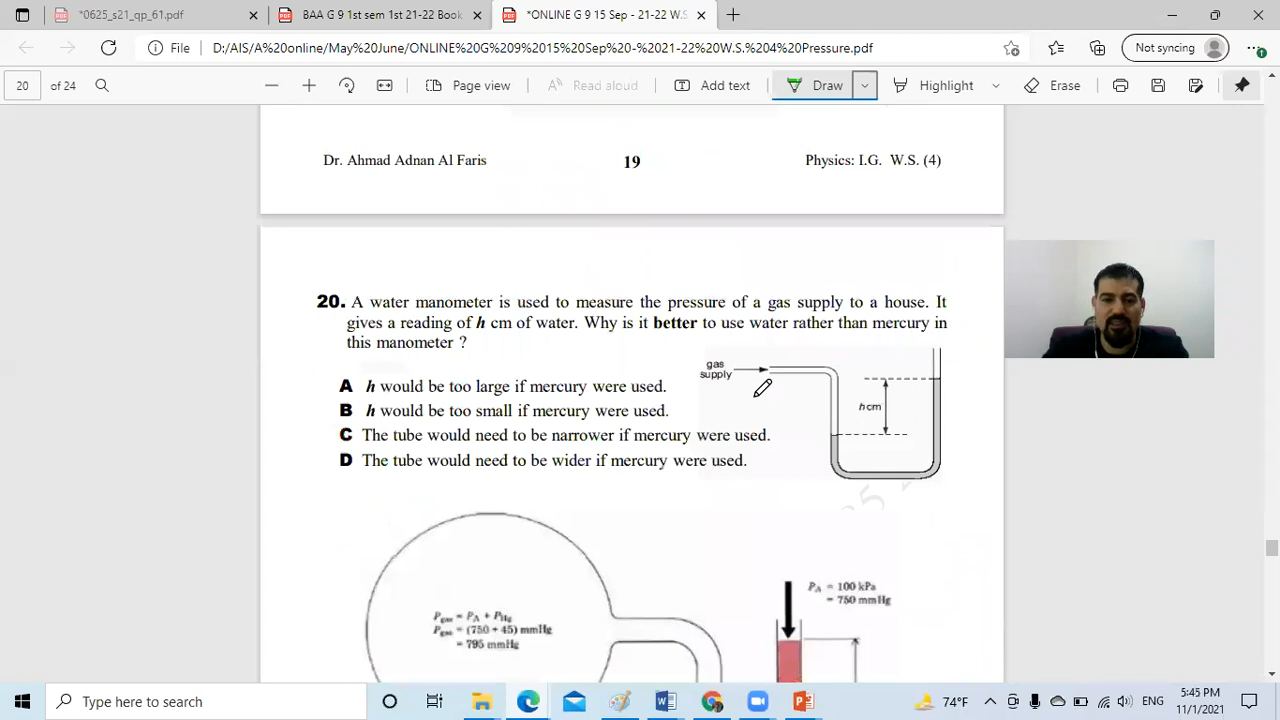 *0625_s21_qp_61.pdf
BAA G 9 1st sem 1st 21-22 Book
*ONLINE G 9 15 Sep - 21-22 W.S.
File
D:/AIS/A%20online/May%20June/ONLINE%20G%209%2015%20Sep%20-%2021-22%20W.S.%204%20Pressure.pdf
Not syncing
20 of 24
Page view
Read aloud
Add text
Draw
Highlight
Erase
Dr. Ahmad Adnan Al Faris
19
Physics: I.G. W.S. (4)
20. A water manometer is used to measure the pressure of a gas supply to a house. It
gives a reading of h cm of water. Why is it better to use water rather than mercury in
this manometer ?
A h would be too large if mercury were used.
B h would be too small if mercury were used.
C The tube would need to be narrower if mercury were used.
D The tube would need to be wider if mercury were used.
gas
supply
h cm
Pgas = PA + PHg
Pgas = (750 + 45) mmHg
= 795 mmHg
PA = 100 kPa
= 750 mmHg
Type here to search
74°F
ENG
5:45 PM
11/1/2021